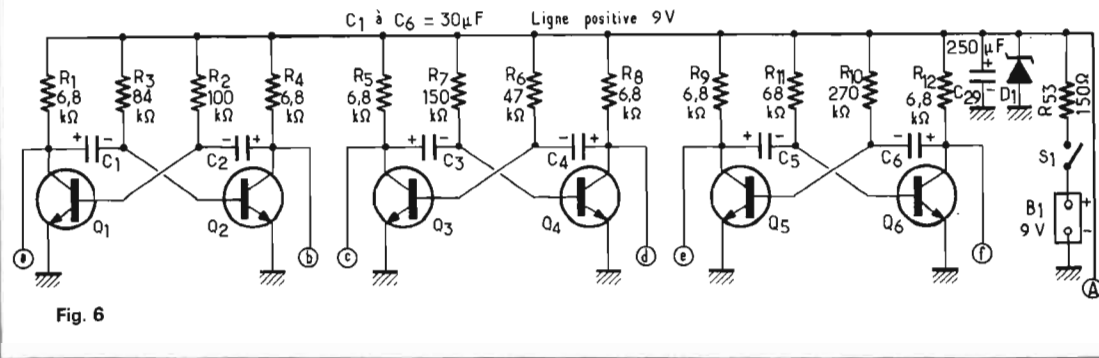 C1 à C6 = 30µF
Ligne positive 9V
R1
6,8
kΩ
R3
84
kΩ
R2
100
kΩ
R4
6,8
kΩ
R5
6,8
kΩ
R7
150
kΩ
R6
47
kΩ
R8
6,8
kΩ
R9
6,8
kΩ
R11
68
kΩ
R10
270
kΩ
R12
6,8
kΩ
250 µF
+
-
C29
D1
R53
150Ω
S1
B1
9V
+
-
+ -
C1
- +
C2
+ -
C3
- +
C4
+ -
C5
- +
C6
Q1
Q2
Q3
Q4
Q5
Q6
a
b
c
d
e
f
A
Fig. 6